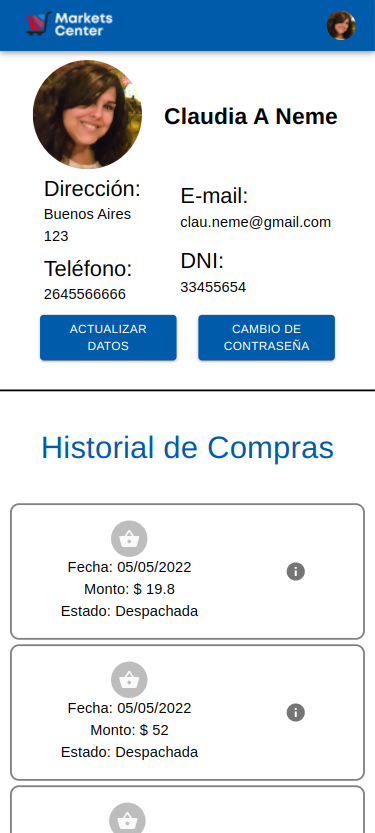 Markets
Center
Claudia A Neme
Dirección:
Buenos Aires
123
Teléfono:
2645566666
E-mail:
clau.neme@gmail.com
DNI:
33455654
ACTUALIZAR
DATOS
CAMBIO DE
CONTRASEÑA
Historial de Compras
Fecha: 05/05/2022
Monto: $ 19.8
Estado: Despachada
Fecha: 05/05/2022
Monto: $ 52
Estado: Despachada